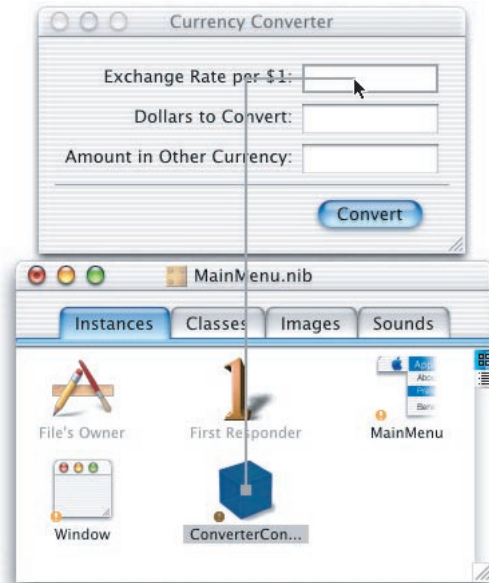 Currency Converter
Exchange Rate per $1:
Dollars to Convert:
Amount in Other Currency:
Convert
MainMenu.nib
Instances
Classes
Images
Sounds
File's Owner
1
First Responder
MainMenu
Window
ConverterCon...